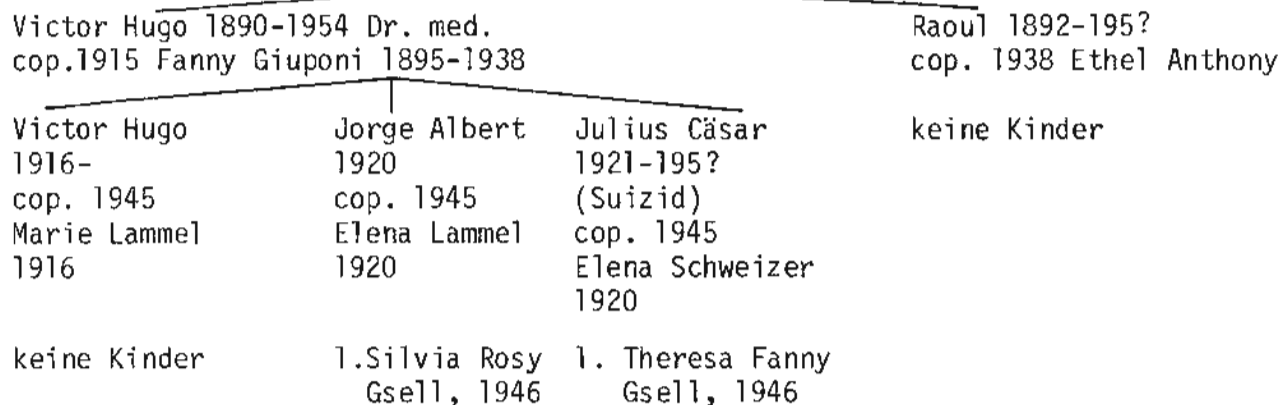 Victor Hugo 1890-1954 Dr. med.
cop.1915 Fanny Giuponi 1895-1938
Raoul 1892-195?
cop. 1938 Ethel Anthony
Victor Hugo
1916-
cop. 1945
Marie Lammel
1916
keine Kinder
Jorge Albert
1920
cop. 1945
Elena Lammel
1920
1.Silvia Rosy
Gsell, 1946
Julius Cäsar
1921-195?
(Suizid)
cop. 1945
Elena Schweizer
1920
1. Theresa Fanny
Gsell, 1946
keine Kinder